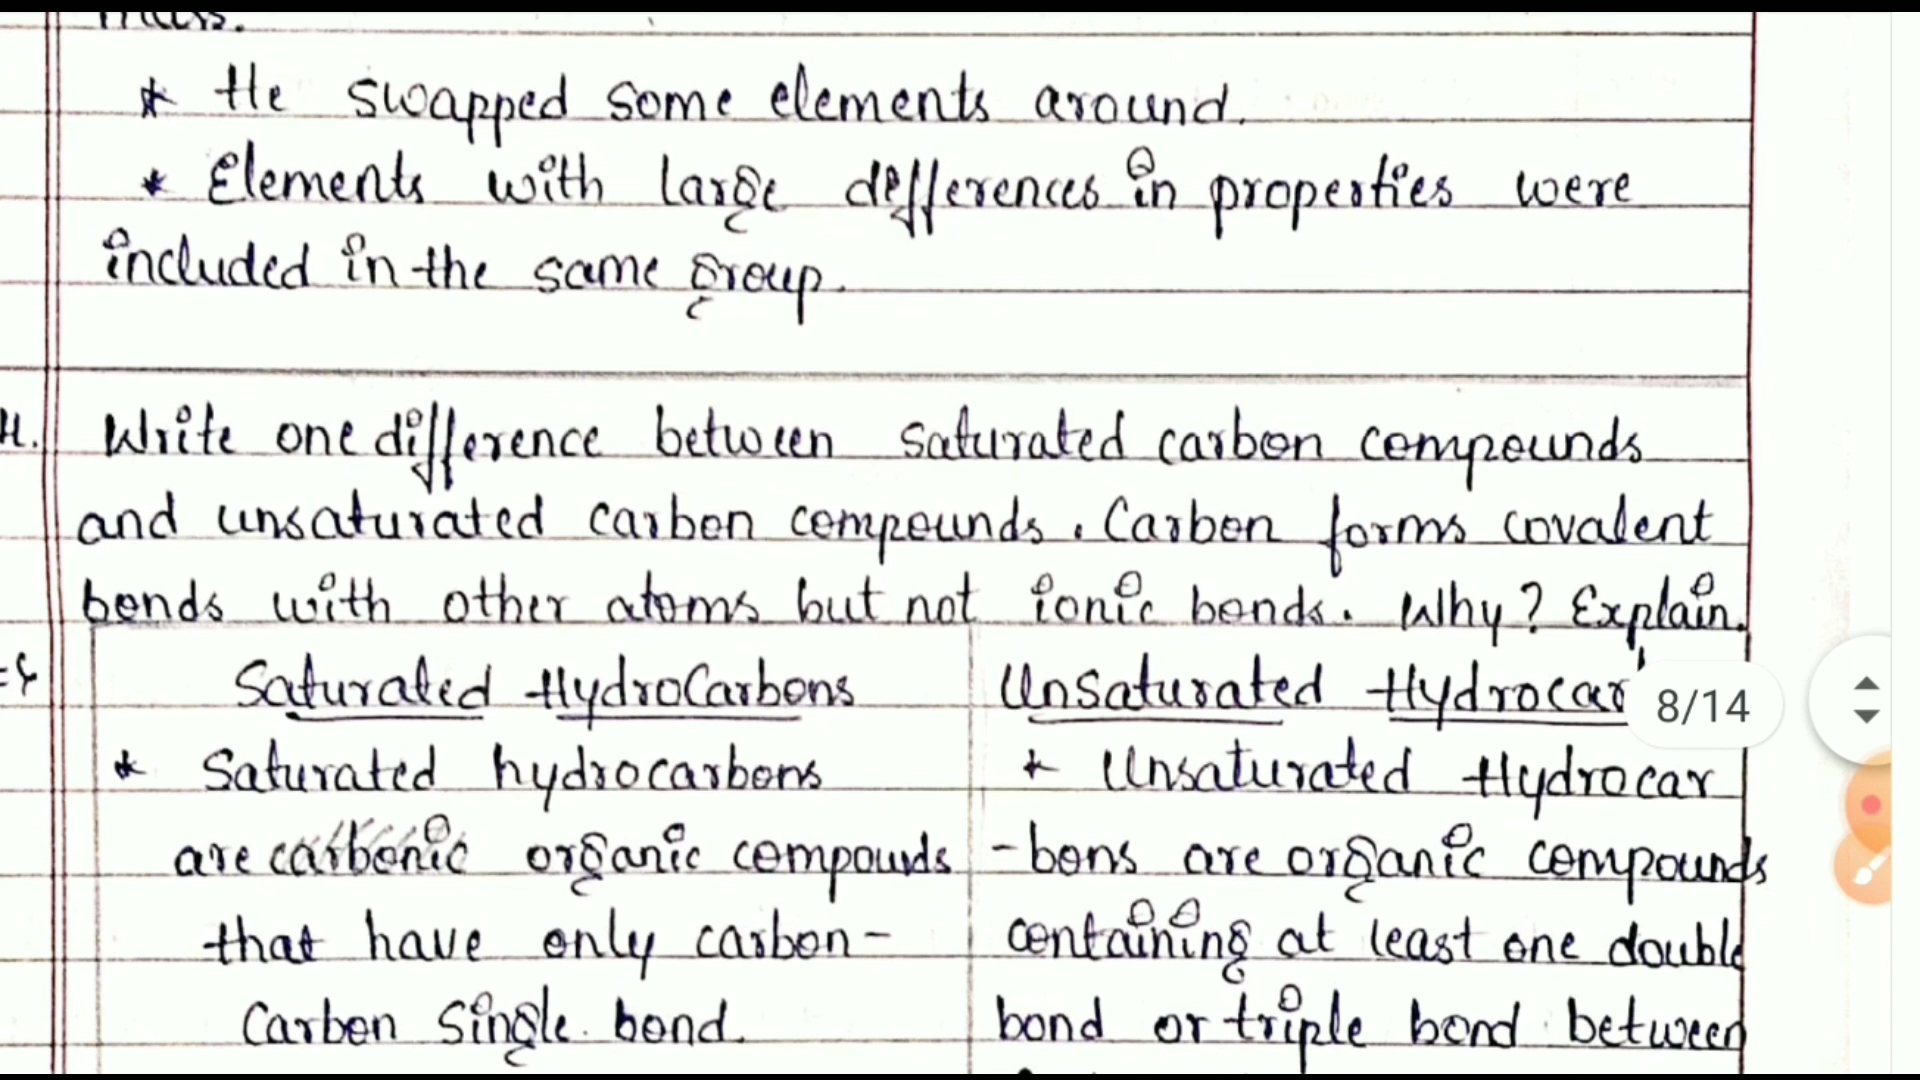 * He swapped some elements around.
* Elements with large differences in properties were
included in the same group.
H. Write one difference between saturated carbon compounds
and unsaturated carbon compounds. Carbon forms covalent
bonds with other atoms but not ionic bonds. Why? Explain.
Saturated HydroCarbons
Unsaturated Hydrocar
8/14
* Saturated hydrocarbons
are carbonic organic compounds
that have only carbon-
Carbon single bond.
* Unsaturated Hydrocar
-bons are organic compounds
containing at least one double
bond or triple bond between